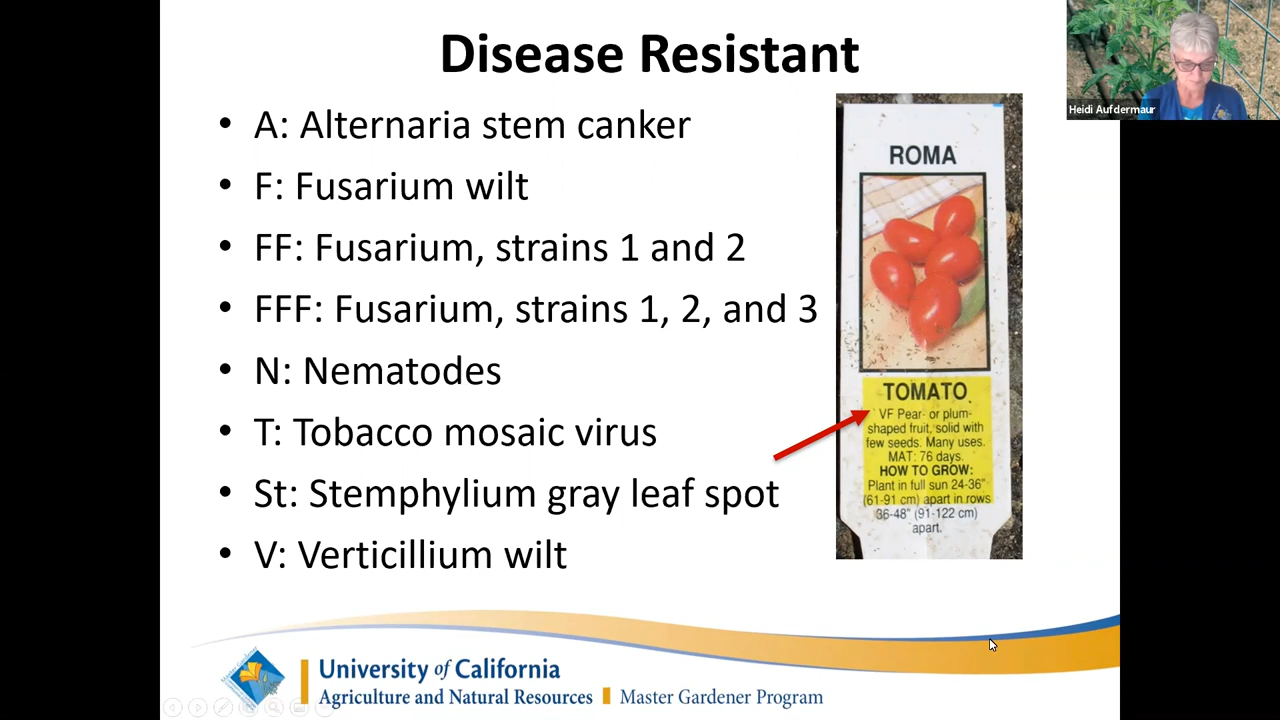 Disease Resistant
• A: Alternaria stem canker
• F: Fusarium wilt
• FF: Fusarium, strains 1 and 2
• FFF: Fusarium, strains 1, 2, and 3
• N: Nematodes
• T: Tobacco mosaic virus
• St: Stemphylium gray leaf spot
• V: Verticillium wilt
ROMA
TOMATO
VF Pear- or plum-
shaped fruit, solid with
few seeds. Many uses.
MAT: 76 days.
HOW TO GROW:
Plant in full sun 24-36"
(61-91 cm) apart in rows
36-48" (91-122 cm)
apart.
Heidi Aufdermaur
University of California
Agriculture and Natural Resources Master Gardener Program